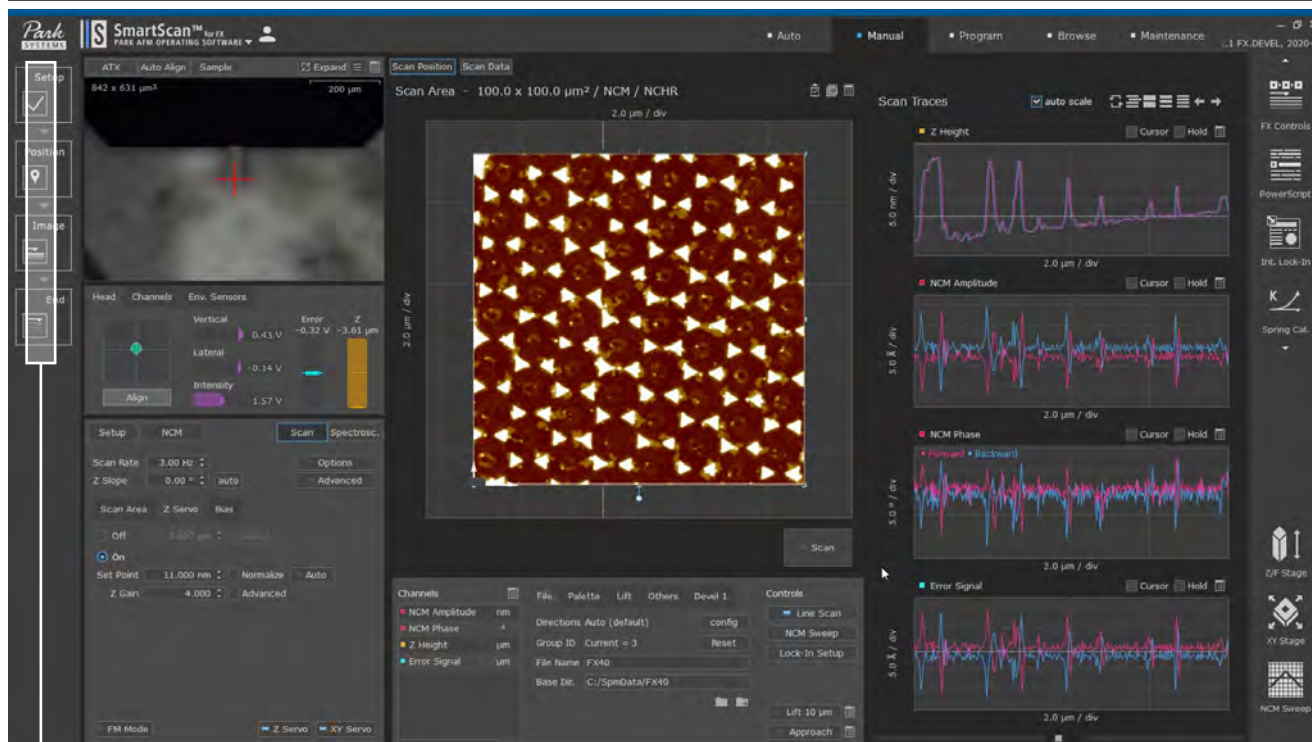 Park
SYSTEMS
S SmartScan™ for FX
PARK AFM OPERATING SOFTWARE
Auto
Manual
Program
Browse
Maintenance
..1 FX.DEVEL, 2020-
Setup
Position
Image
End
ATX Auto Align Sample Expand
842 x 631 µm²
200 µm
Head Channels Env. Sensors
Vertical
0.43 V
Lateral
-0.14 V
Intensity
1.57 V
Error Z
-0.32 V -3.61 µm
Align
Setup NCM Scan Spectrosc.
Scan Rate 3.00 Hz Options
Z Slope 0.00 ° auto Advanced
Scan Area Z Servo Bias
Off
On
Set Point 11.000 nm Normalize Auto
Z Gain 4.000 Advanced
FM Mode Z Servo XY Servo
Scan Position Scan Data
Scan Area - 100.0 x 100.0 µm² / NCM / NCHR
2.0 µm / div
2.0 µm / div
Scan
Channels
NCM Amplitude nm
NCM Phase °
Z Height µm
Error Signal µm
File Palette Lift Others Devel 1
Directions Auto (default) config
Group ID Current = 3 Reset
File Name FX40
Base Dir. C:/SpmData/FX40
Controls
Line Scan
NCM Sweep
Lock-In Setup
Lift 10 µm
Approach
Scan Traces auto scale
Z Height Cursor Hold
5.0 nm / div
2.0 µm / div
NCM Amplitude Cursor Hold
5.0 Å / div
2.0 µm / div
NCM Phase Cursor Hold
Forward Backward
5.0 ° / div
2.0 µm / div
Error Signal Cursor Hold
5.0 Å / div
2.0 µm / div
FX Controls
PowerScript
Int. Lock-In
K
Spring Cal.
Z/F Stage
XY Stage
NCM Sweep